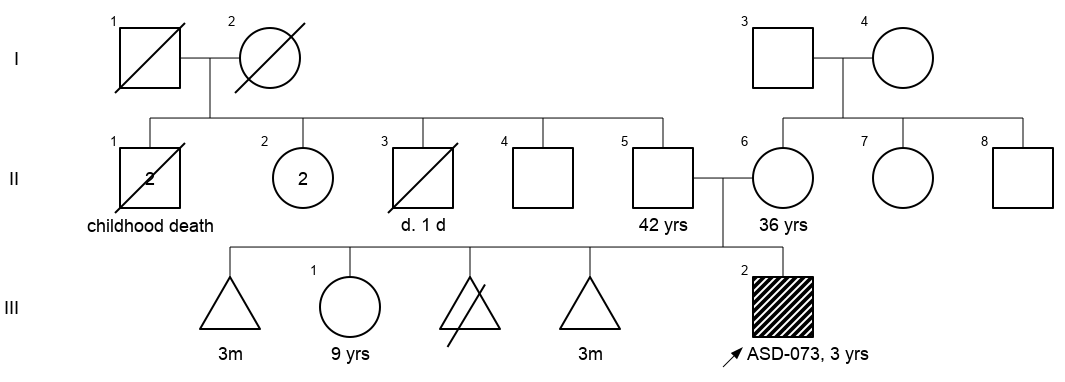 1 2 3 4
I
1 2 3 4 5 6 7 8
II 2 2
childhood death d. 1 d 42 yrs 36 yrs
1 2
III
3m 9 yrs 3m ASD-073, 3 yrs